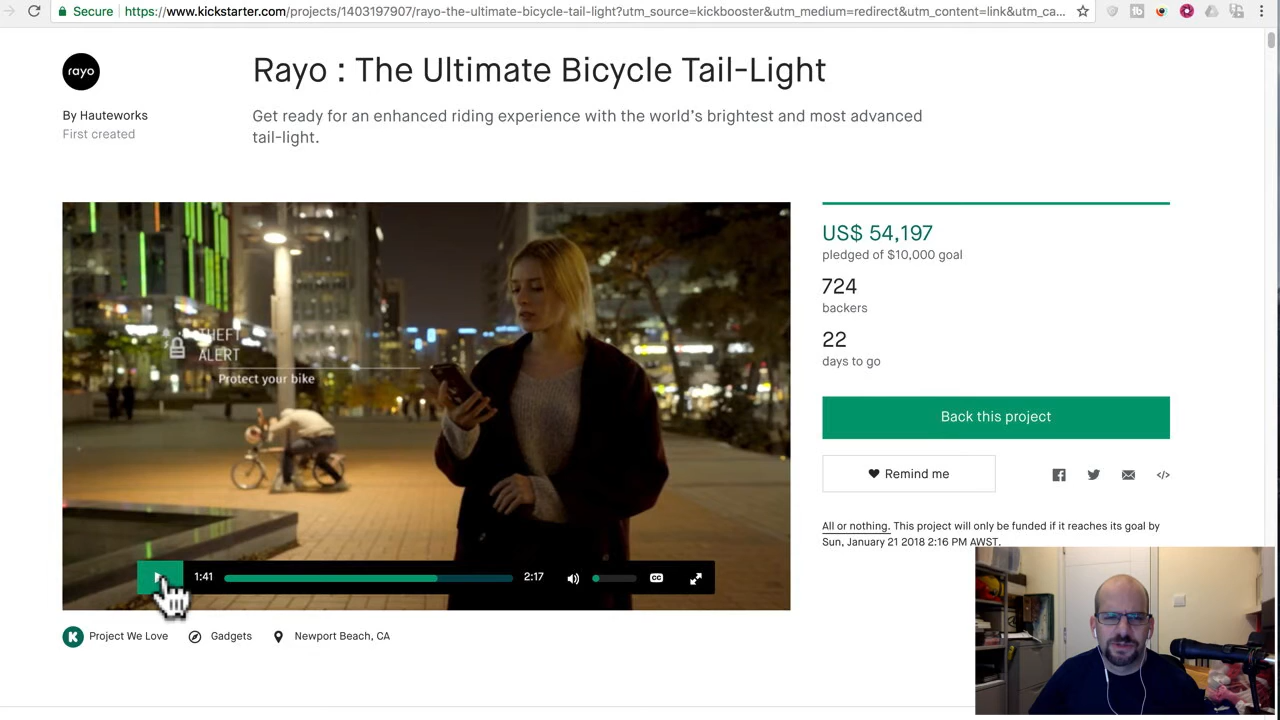 Secure
https://www.kickstarter.com/projects/1403197907/rayo-the-ultimate-bicycle-tail-light?utm_source=kickbooster&utm_medium=redirect&utm_content=link&utm_ca...
rayo
Rayo : The Ultimate Bicycle Tail-Light
By Hauteworks
First created
Get ready for an enhanced riding experience with the world's brightest and most advanced
tail-light.
THEFT
ALERT
Protect your bike
1:41
2:17
CC
US$ 54,197
pledged of $10,000 goal
724
backers
22
days to go
Back this project
Remind me
All or nothing. This project will only be funded if it reaches its goal by
Sun, January 21 2018 2:16 PM AWST.
K
Project We Love
Gadgets
Newport Beach, CA